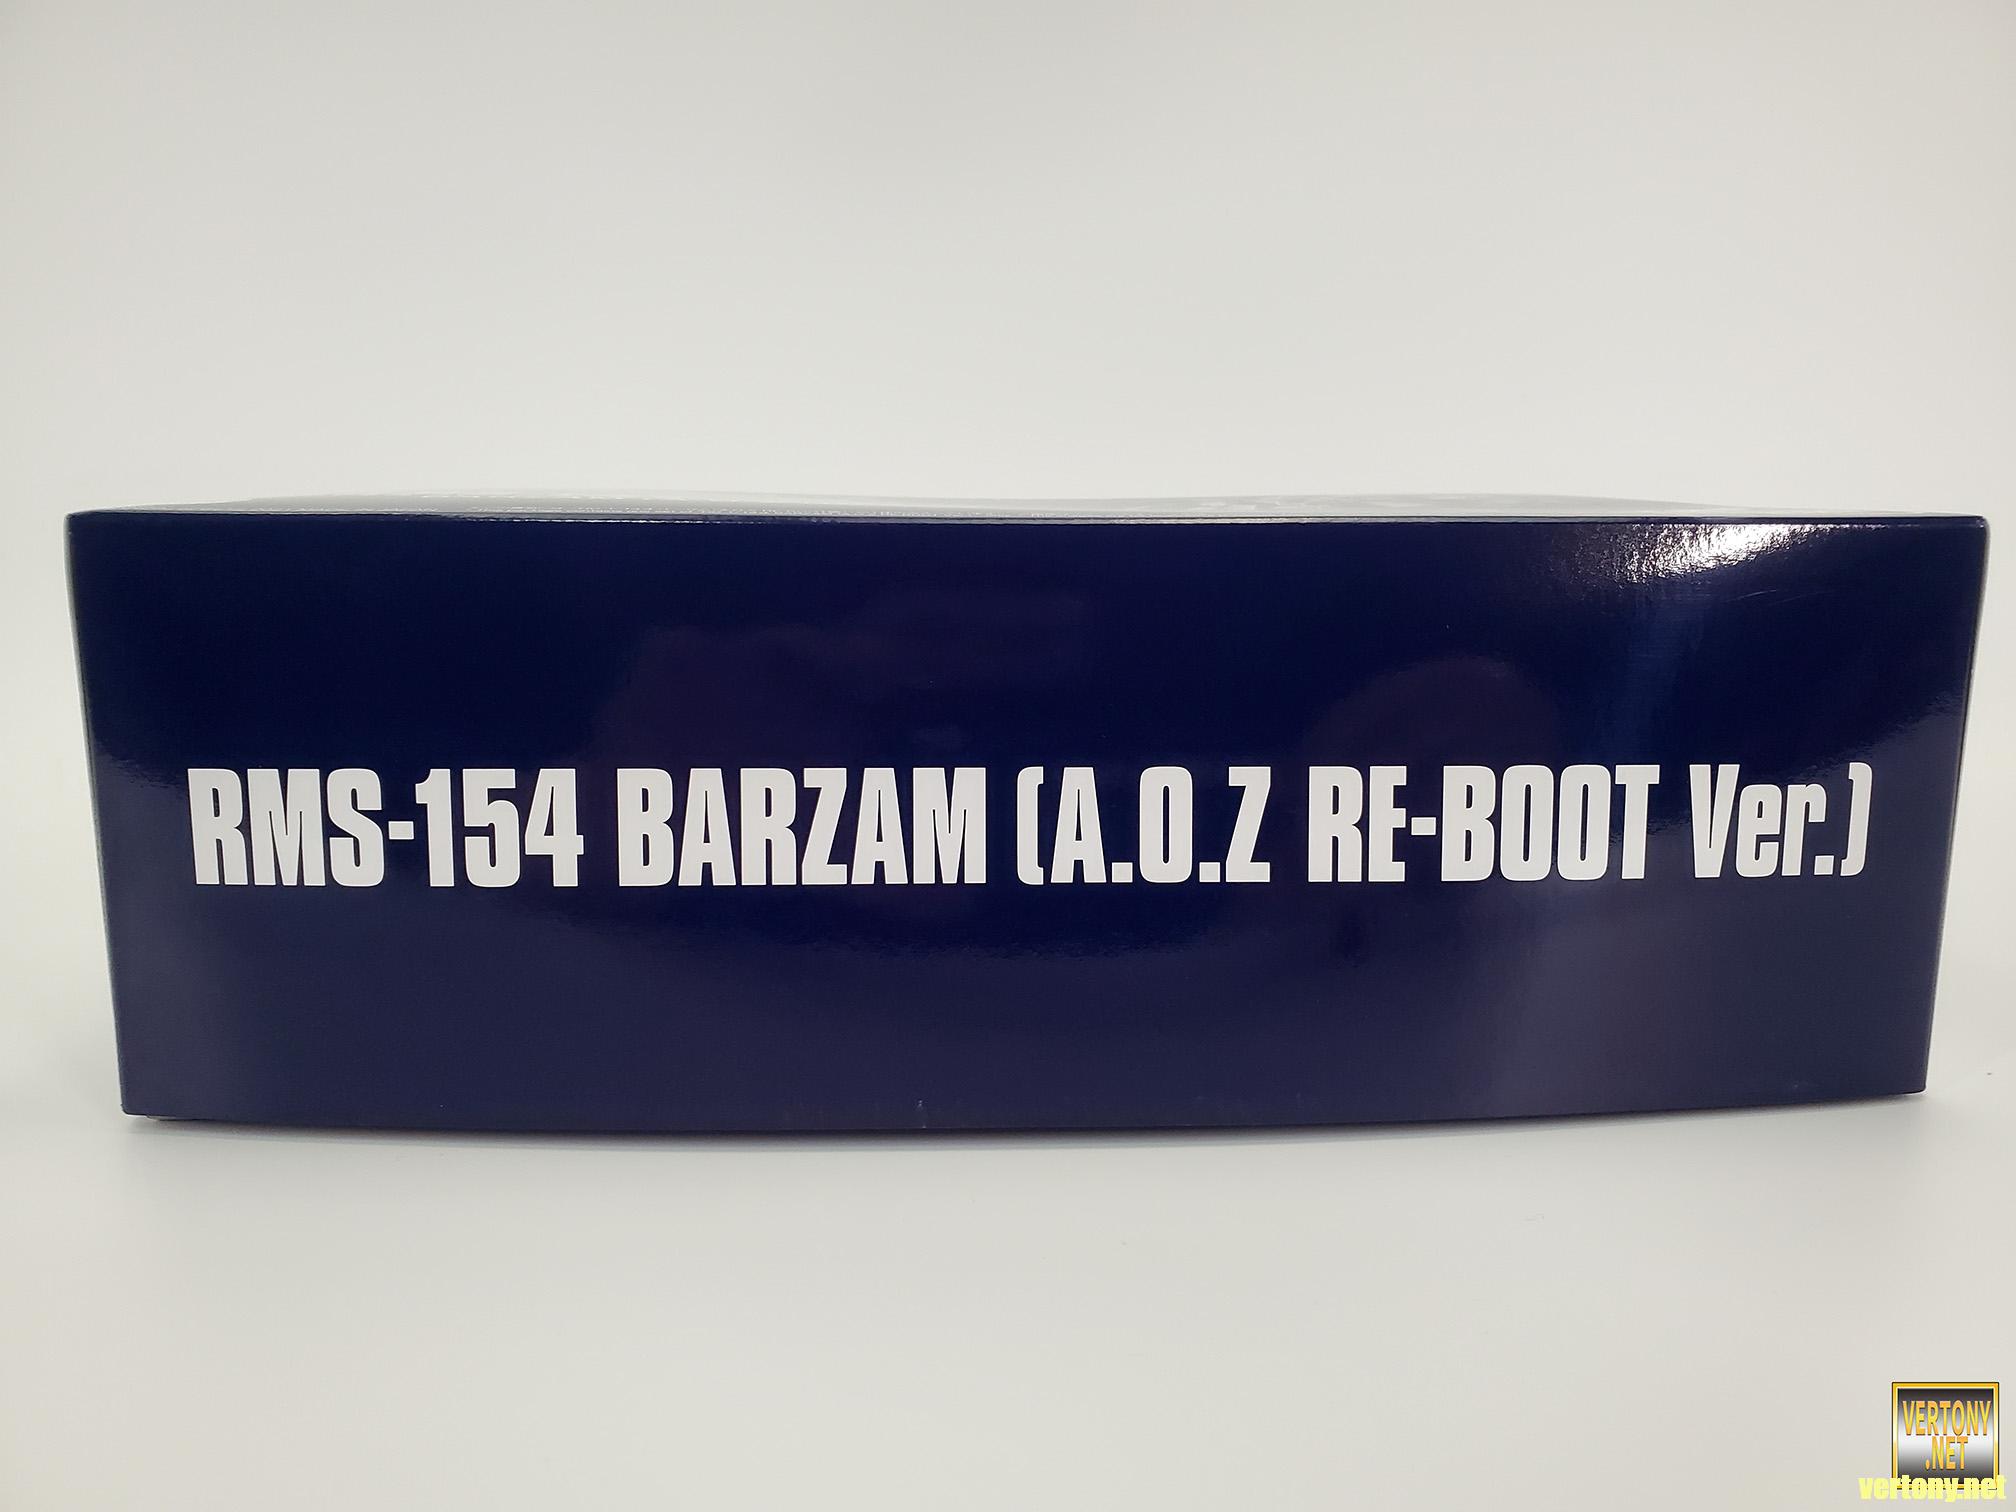 RMS-154 BARZAM (A.O.Z RE-BOOT Ver.)
VERTONY
.NET
vertony.net